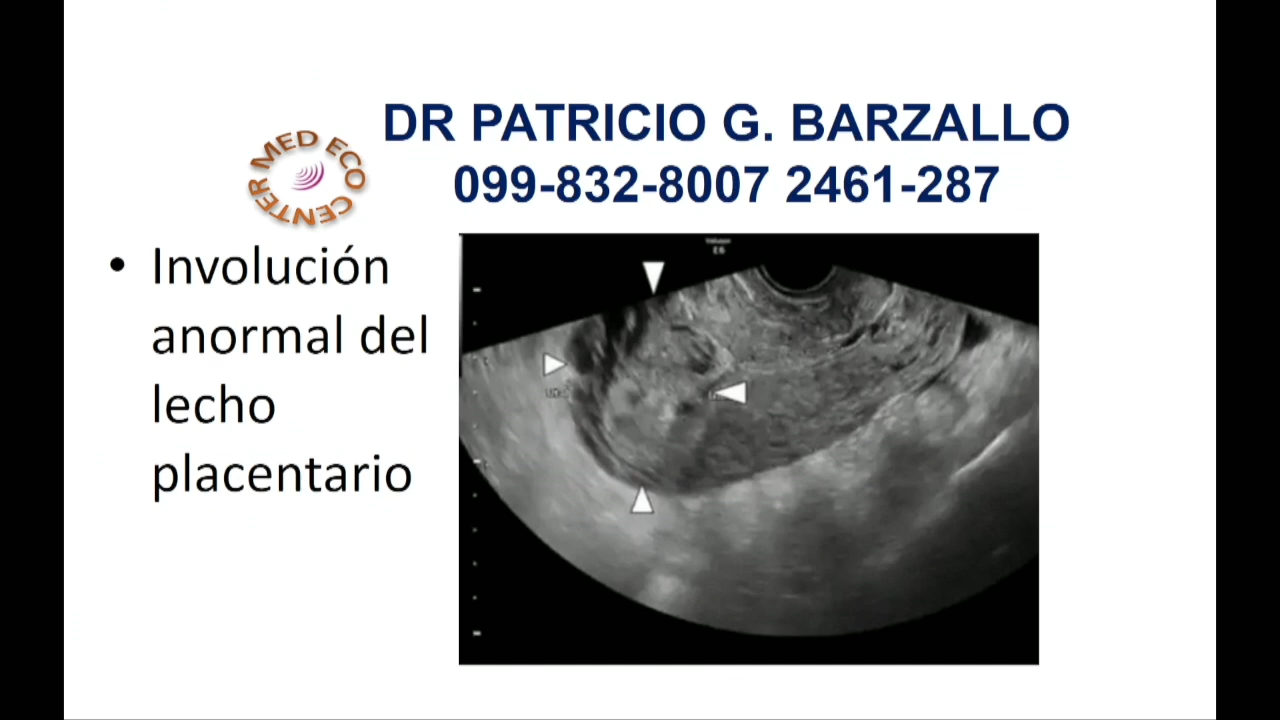 DR PATRICIO G. BARZALLO
099-832-8007 2461-287
MED ECO CENTER
• Involución
anormal del
lecho
placentario